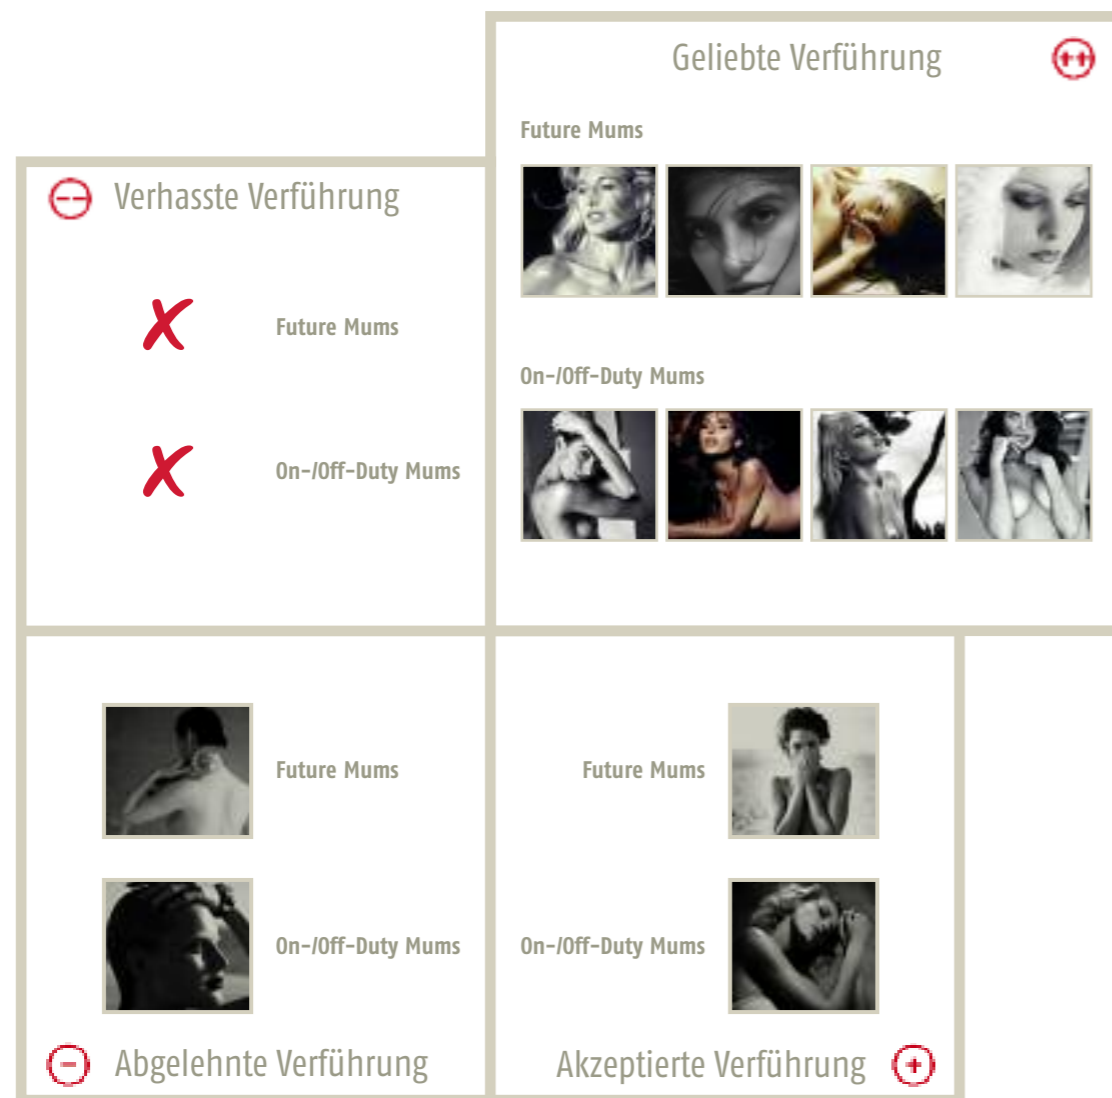 Geliebte Verführung
++
Future Mums
On-/Off-Duty Mums
-- Verhasste Verführung
Future Mums
On-/Off-Duty Mums
Future Mums
On-/Off-Duty Mums
- Abgelehnte Verführung
Future Mums
On-/Off-Duty Mums
Akzeptierte Verführung +